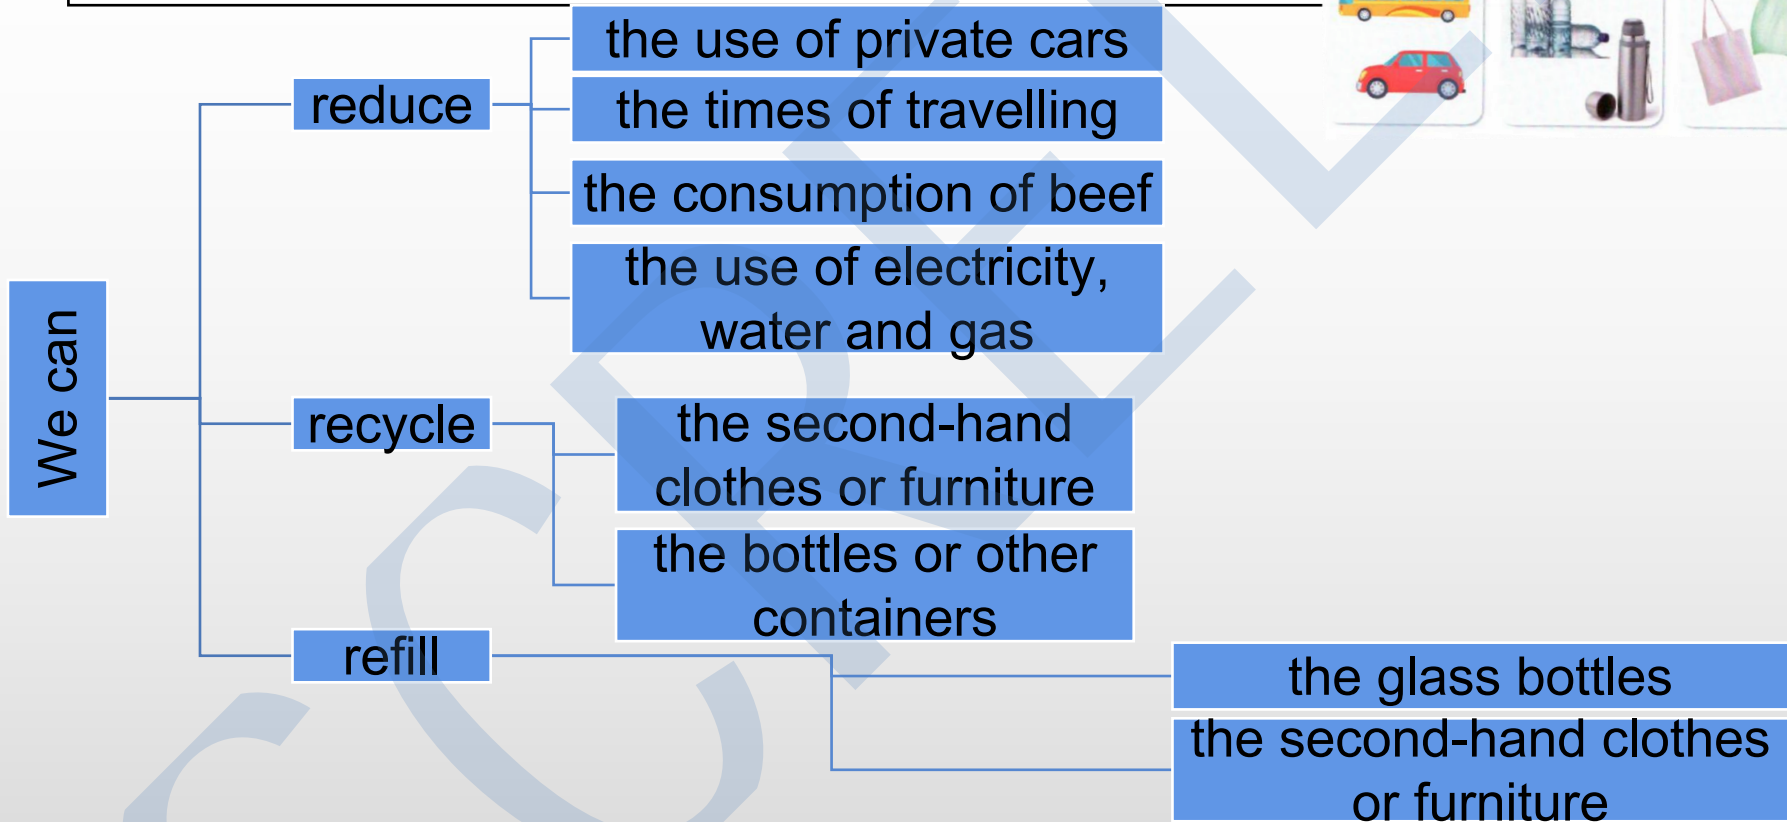 We can
reduce
the use of private cars
the times of travelling
the consumption of beef
the use of electricity,
water and gas
recycle
the second-hand
clothes or furniture
the bottles or other
containers
refill
the glass bottles
the second-hand clothes
or furniture